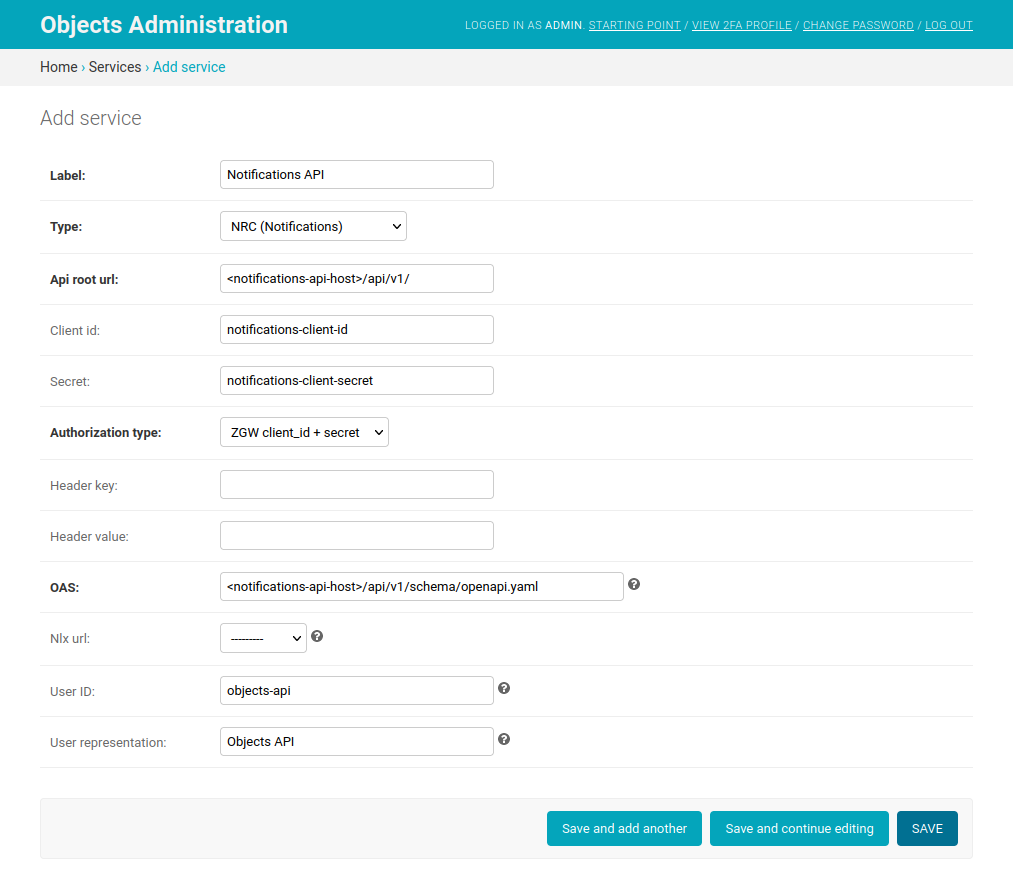 Objects Administration
LOGGED IN AS ADMIN. STARTING POINT / VIEW 2FA PROFILE / CHANGE PASSWORD / LOG OUT
Home › Services › Add service
Add service
Label: Notifications API
Type: NRC (Notifications)
Api root url: <notifications-api-host>/api/v1/
Client id: notifications-client-id
Secret: notifications-client-secret
Authorization type: ZGW client_id + secret
Header key:
Header value:
OAS: <notifications-api-host>/api/v1/schema/openapi.yaml ?
Nlx url: --------- ?
User ID: objects-api ?
User representation: Objects API ?
Save and add another Save and continue editing SAVE